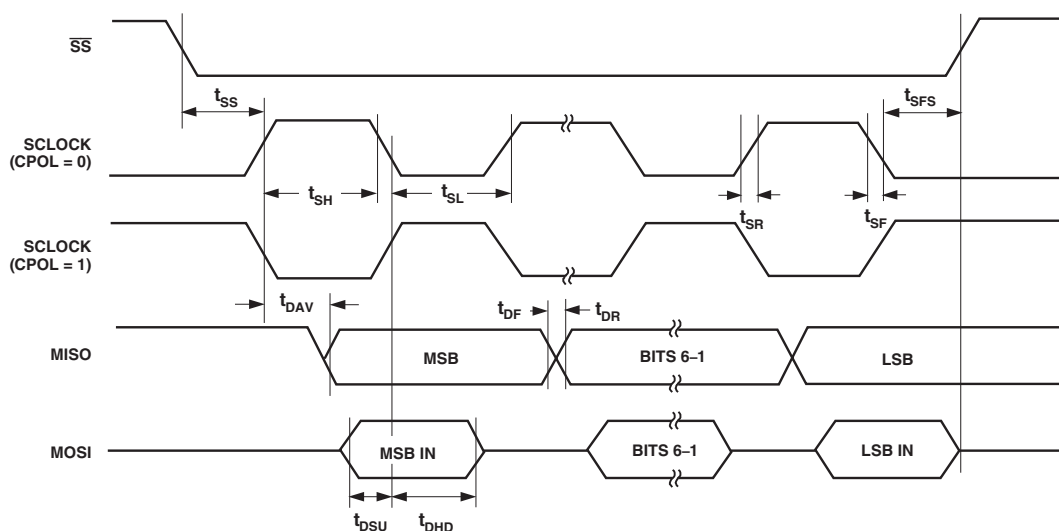 SS
tSS
tSFS
SCLOCK
(CPOL = 0)
tSH
tSL
tSR
tSF
SCLOCK
(CPOL = 1)
tDAV
tDF
tDR
MISO
MSB
BITS 6–1
LSB
MOSI
MSB IN
BITS 6–1
LSB IN
tDSU
tDHD